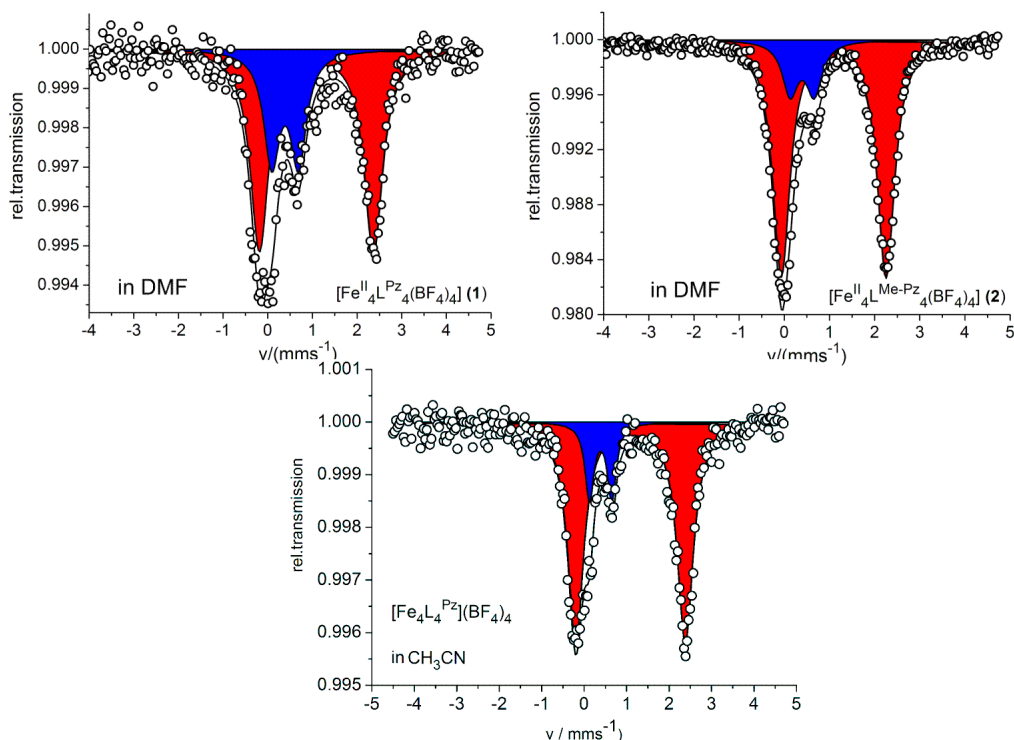 1.000
0.999
0.998
0.997
0.996
0.995
0.994
rel.transmission
in DMF
[Fe^II_4L^Pz_4(BF_4)_4] (1)
-4 -3 -2 -1 0 1 2 3 4 5
v/(mms^-1)
1.000
0.996
0.992
0.988
0.984
0.980
rel.transmission
in DMF
[Fe^II_4L^Me-Pz_4(BF_4)_4] (2)
-4 -3 -2 -1 0 1 2 3 4 5
v/(mms^-1)
1.001
1.000
0.999
0.998
0.997
0.996
0.995
rel.transmission
[Fe_4L_4^Pz](BF_4)_4
in CH_3CN
-5 -4 -3 -2 -1 0 1 2 3 4 5
v / mms^-1)